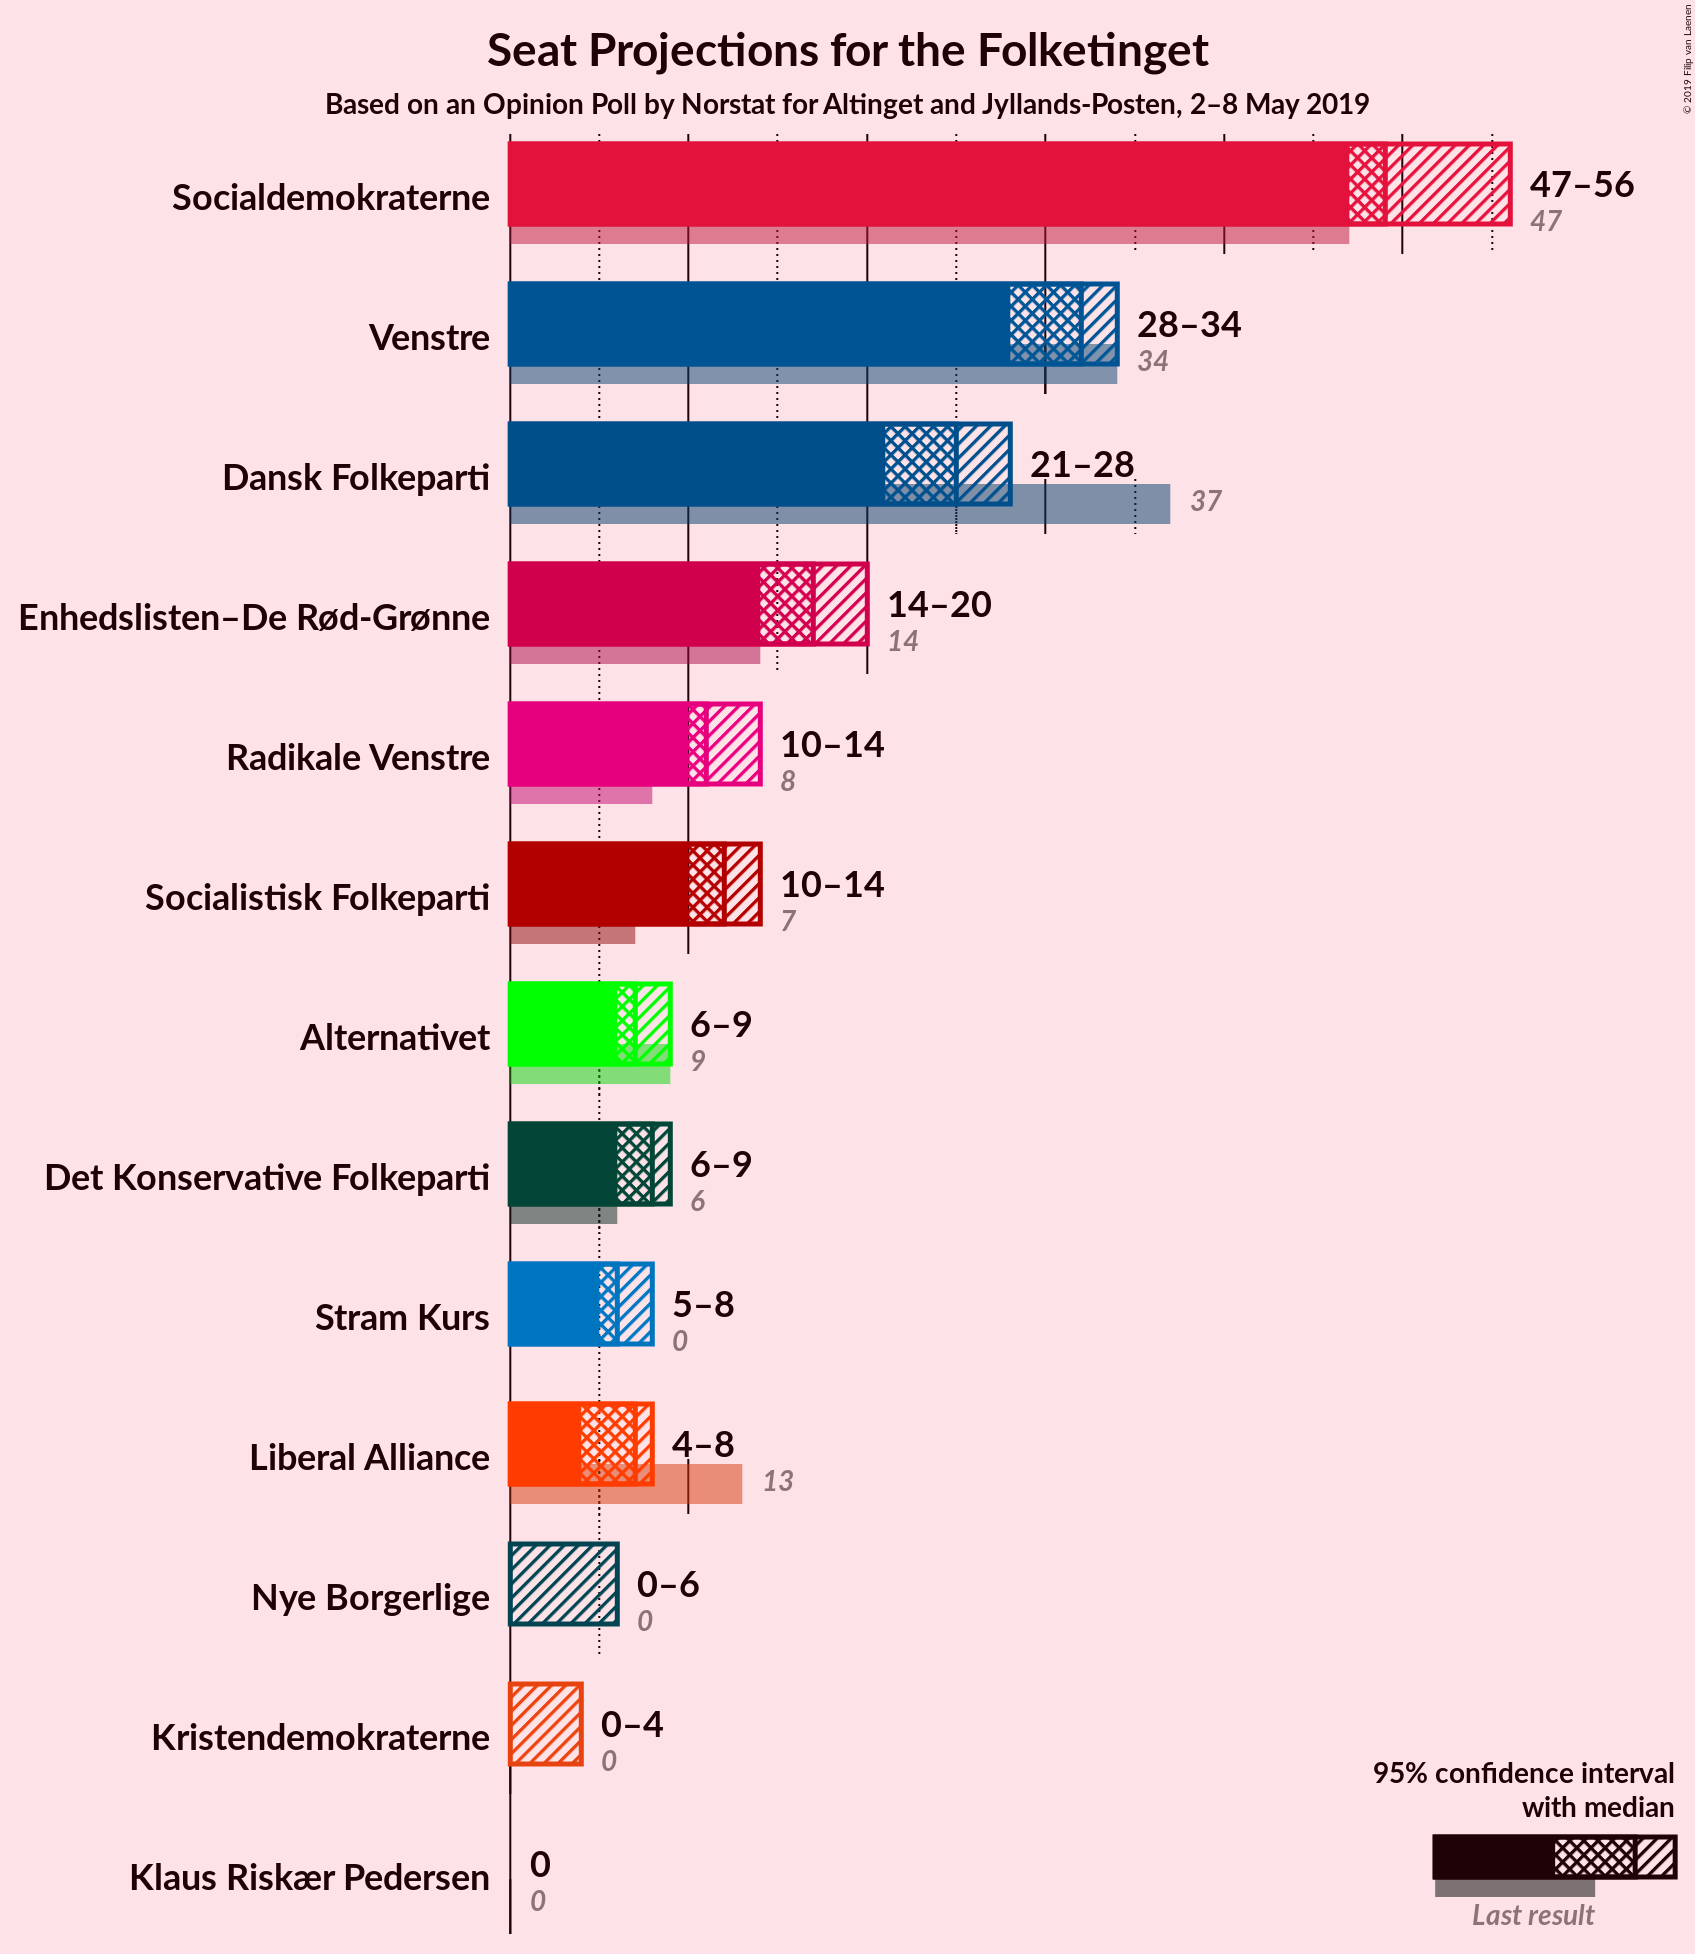 Seat Projections for the Folketinget
Based on an Opinion Poll by Norstat for Altinget and Jyllands-Posten, 2–8 May 2019
© 2019 Filip van Laenen
Socialdemokraterne
47–56
47
Venstre
28–34
34
Dansk Folkeparti
21–28
37
Enhedslisten–De Rød-Grønne
14–20
14
Radikale Venstre
10–14
8
Socialistisk Folkeparti
10–14
7
Alternativet
6–9
9
Det Konservative Folkeparti
6–9
6
Stram Kurs
5–8
0
Liberal Alliance
4–8
13
Nye Borgerlige
0–6
0
Kristendemokraterne
0–4
0
Klaus Riskær Pedersen
0
0
95% confidence interval
with median
Last result